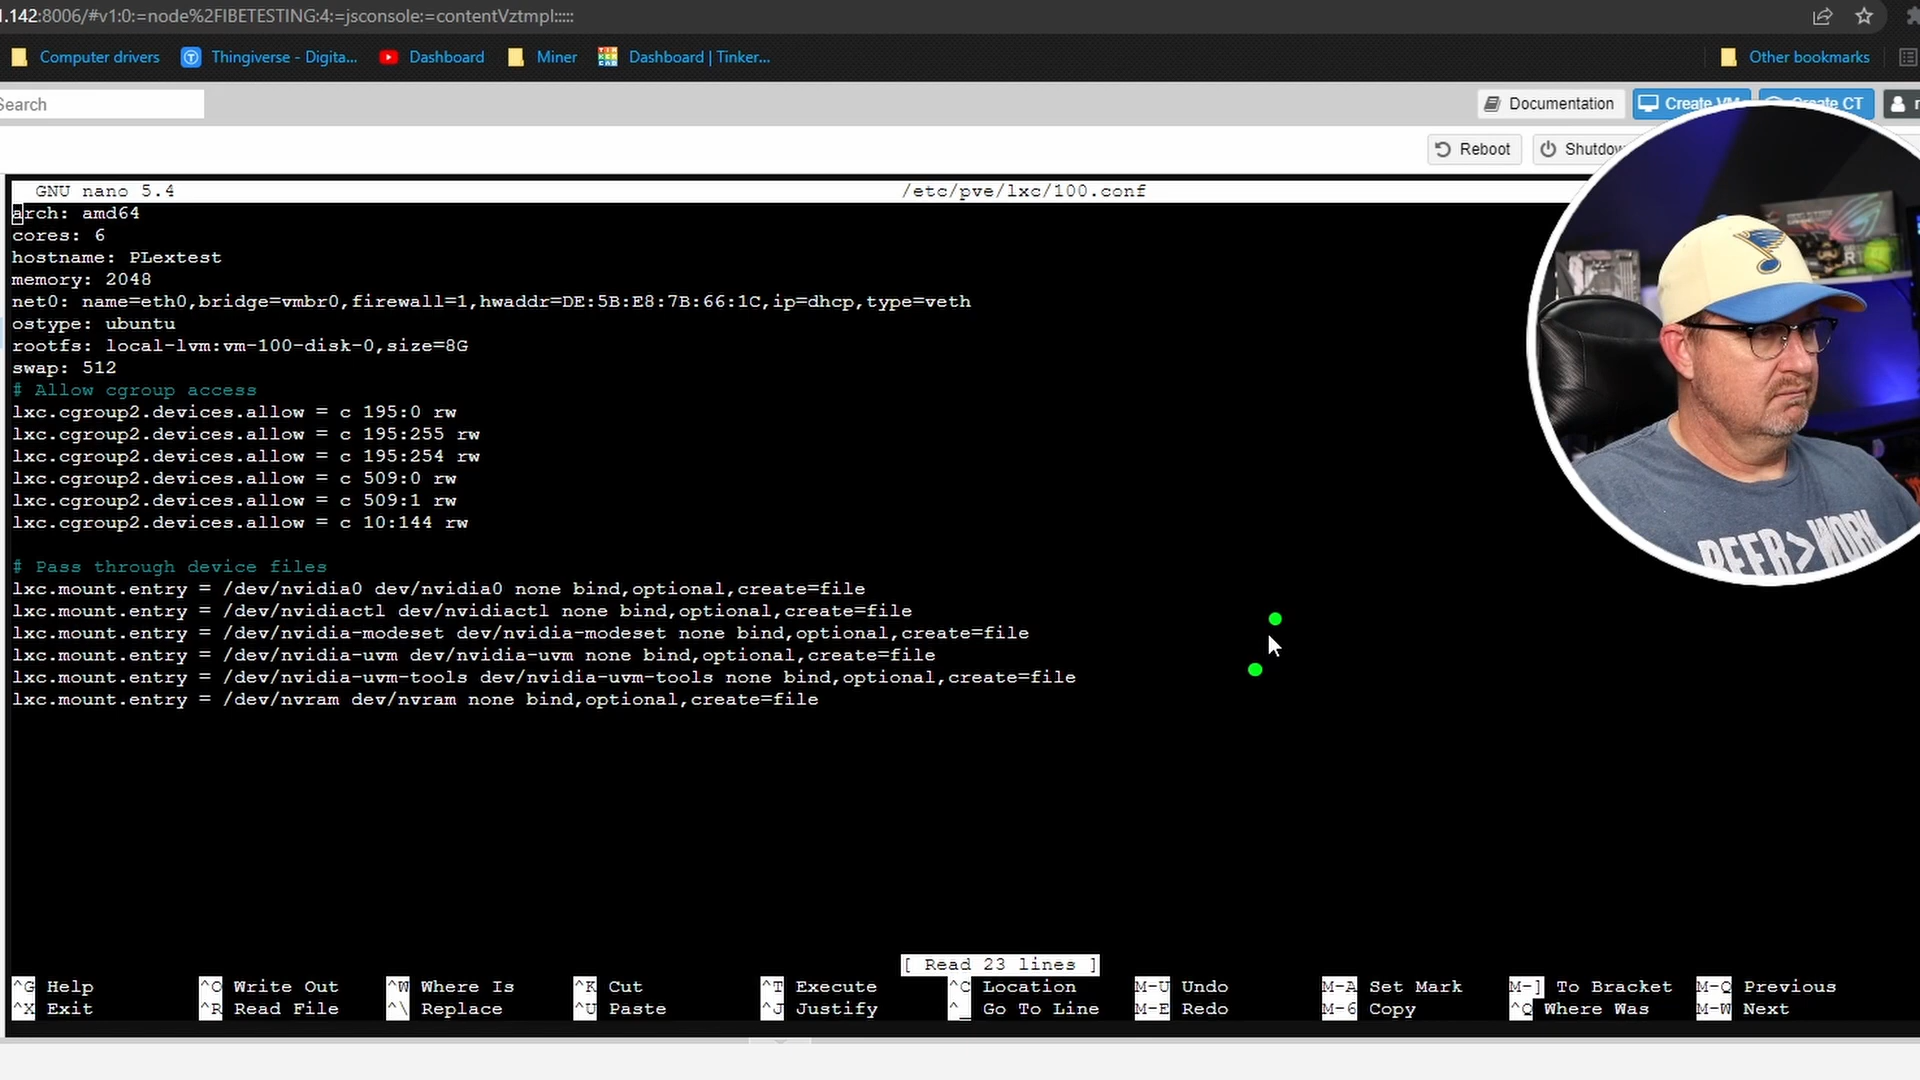 1.142:8006/#v1:0:=node%2FIBETESTING:4:=jsconsole:=contentVztmpl:::::
Computer drivers Thingiverse - Digita... Dashboard Miner Dashboard | Tinker... Other bookmarks
Search Documentation Create VM Create CT
Reboot Shutdow
GNU nano 5.4 /etc/pve/lxc/100.conf
arch: amd64
cores: 6
hostname: PLextest
memory: 2048
net0: name=eth0,bridge=vmbr0,firewall=1,hwaddr=DE:5B:E8:7B:66:1C,ip=dhcp,type=veth
ostype: ubuntu
rootfs: local-lvm:vm-100-disk-0,size=8G
swap: 512
# Allow cgroup access
lxc.cgroup2.devices.allow = c 195:0 rw
lxc.cgroup2.devices.allow = c 195:255 rw
lxc.cgroup2.devices.allow = c 195:254 rw
lxc.cgroup2.devices.allow = c 509:0 rw
lxc.cgroup2.devices.allow = c 509:1 rw
lxc.cgroup2.devices.allow = c 10:144 rw
# Pass through device files
lxc.mount.entry = /dev/nvidia0 dev/nvidia0 none bind,optional,create=file
lxc.mount.entry = /dev/nvidiactl dev/nvidiactl none bind,optional,create=file
lxc.mount.entry = /dev/nvidia-modeset dev/nvidia-modeset none bind,optional,create=file
lxc.mount.entry = /dev/nvidia-uvm dev/nvidia-uvm none bind,optional,create=file
lxc.mount.entry = /dev/nvidia-uvm-tools dev/nvidia-uvm-tools none bind,optional,create=file
lxc.mount.entry = /dev/nvram dev/nvram none bind,optional,create=file
BEER>WORK
[ Read 23 lines ]
^G Help ^O Write Out ^W Where Is ^K Cut ^T Execute ^C Location M-U Undo M-A Set Mark M-] To Bracket M-Q Previous
^X Exit ^R Read File ^\ Replace ^U Paste ^J Justify ^_ Go To Line M-E Redo M-6 Copy ^Q Where Was M-W Next